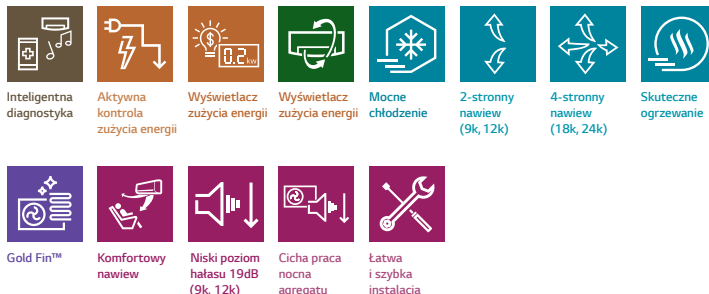 0.2 kw
Inteligentna
diagnostyka
Aktywna
kontrola
zużycia energii
Wyświetlacz
zużycia energii
Wyświetlacz
zużycia energii
Mocne
chłodzenie
2-stronny
nawiew
(9k, 12k)
4-stronny
nawiew
(18k, 24k)
Skuteczne
ogrzewanie
Gold Fin™
Komfortowy
nawiew
Niski poziom
hałasu 19dB
(9k, 12k)
Cicha praca
nocna
agregatu
Łatwa
i szybka
instalacja